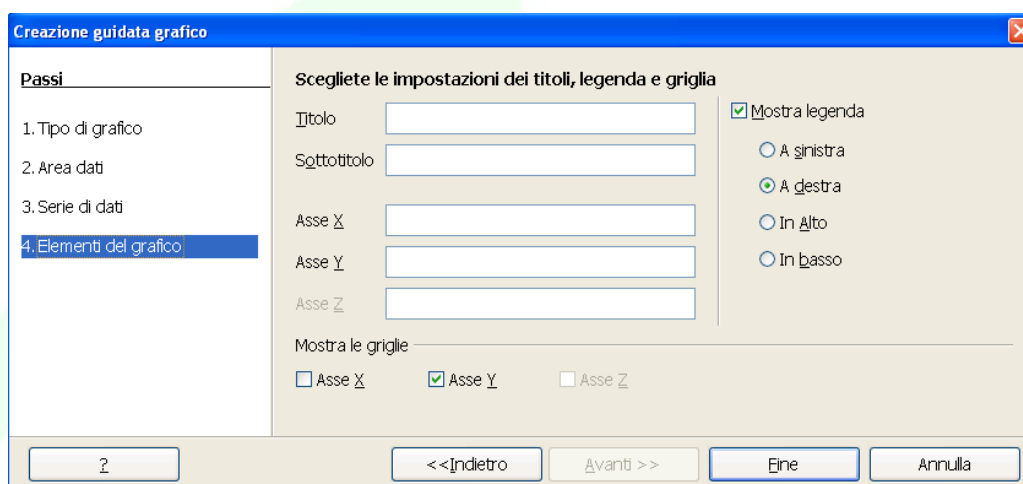 Creazione guidata grafico
Passi
1. Tipo di grafico
2. Area dati
3. Serie di dati
4. Elementi del grafico
Scegliete le impostazioni dei titoli, legenda e griglia
Titolo
Sottotitolo
Asse X
Asse Y
Asse Z
Mostra legenda
A sinistra
A destra
In Alto
In basso
Mostra le griglie
Asse X Asse Y Asse Z
? <<Indietro Avanti >> Fine Annulla